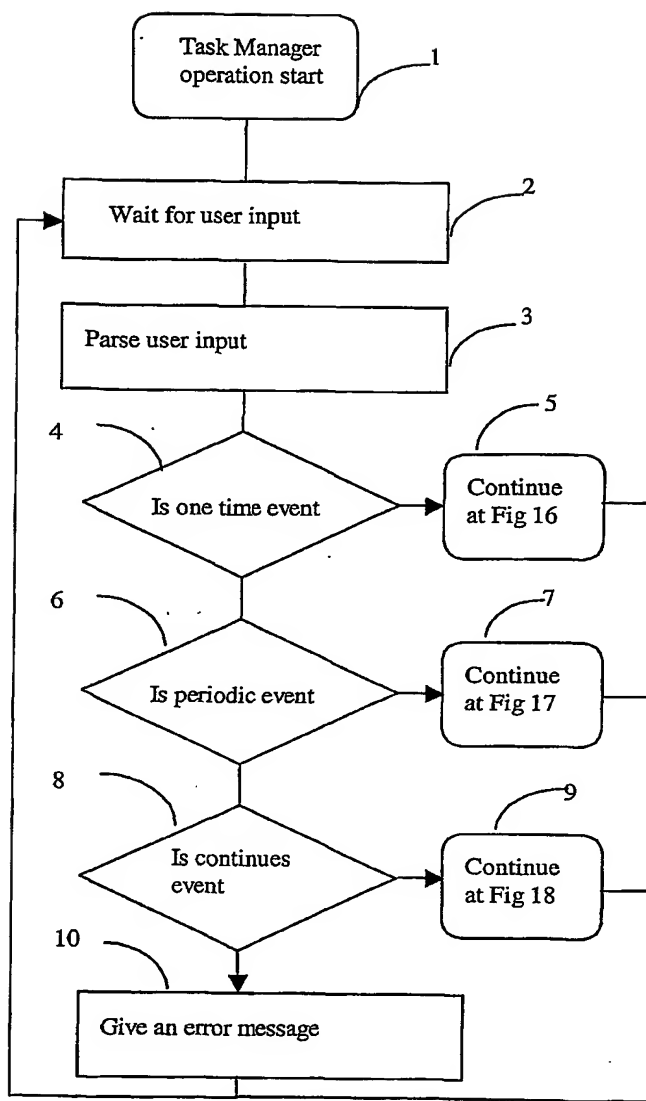 Task Manager
operation start
1
2
Wait for user input
3
Parse user input
4
5
Is one time event
Continue
at Fig 16
6
7
Is periodic event
Continue
at Fig 17
8
9
Is continues
event
Continue
at Fig 18
10
Give an error message